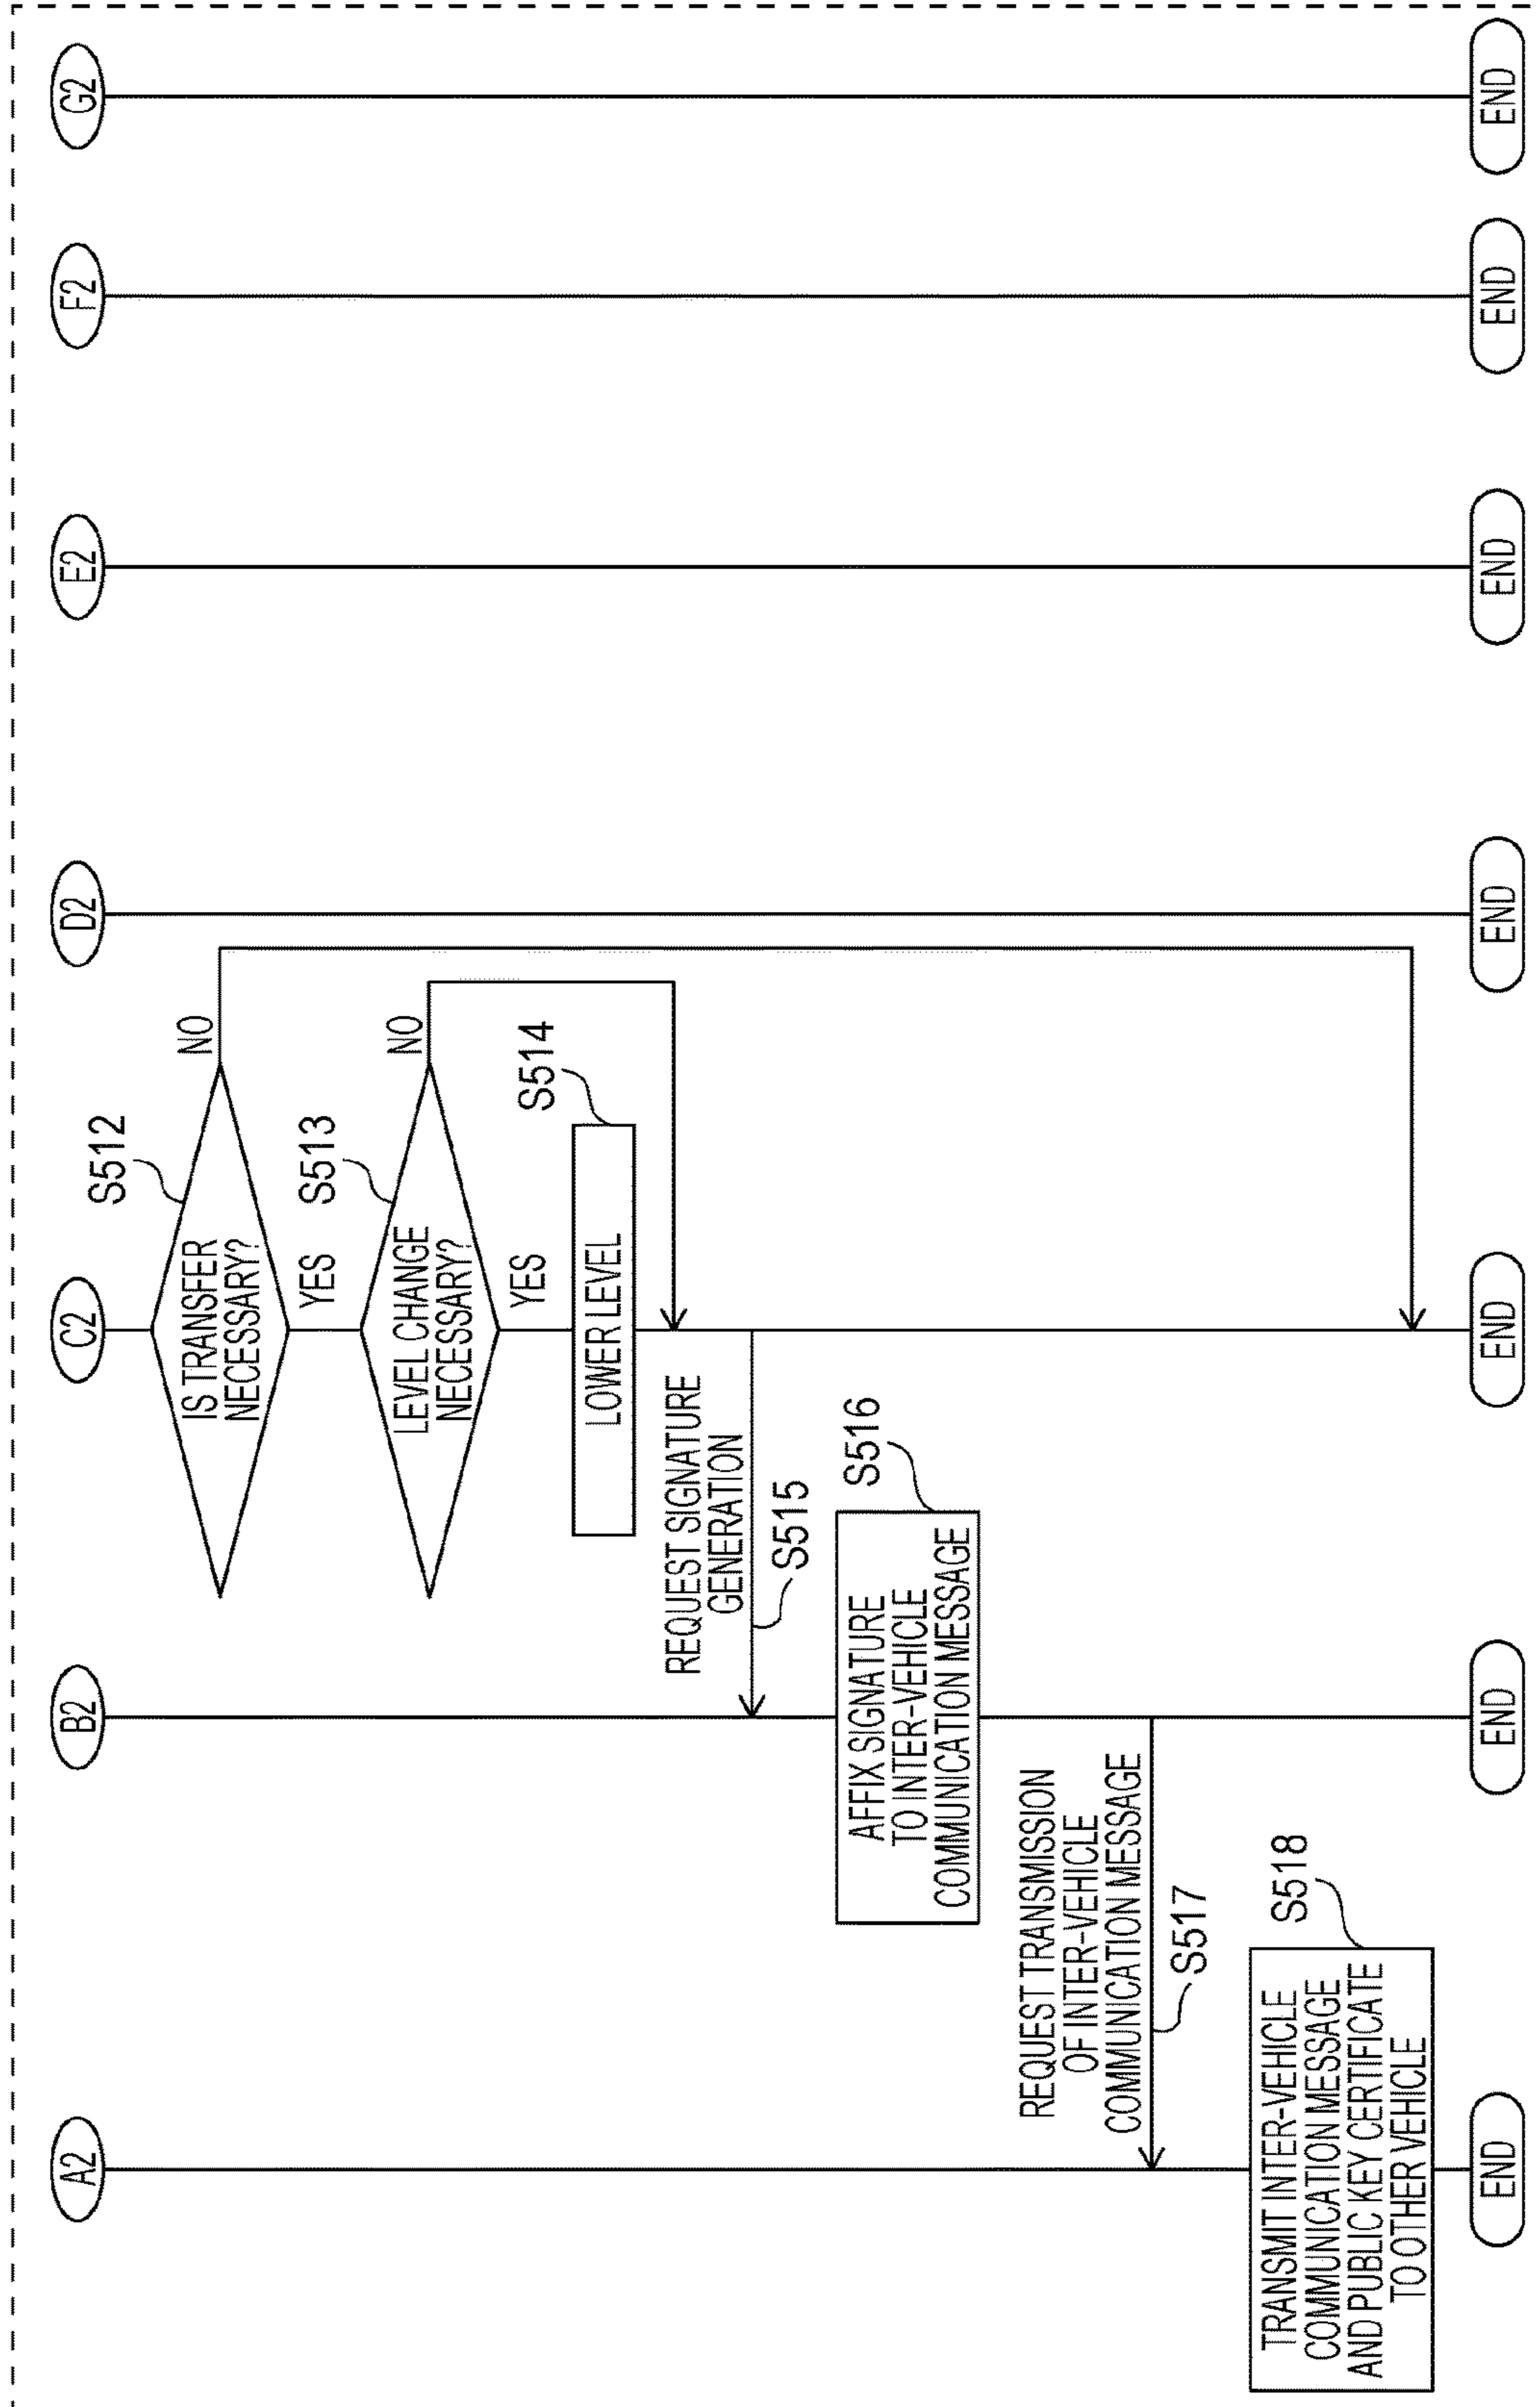 A2
B2
C2
D2
E2
F2
G2
S512
IS TRANSFER
NECESSARY?
NO
YES
S513
LEVEL CHANGE
NECESSARY?
NO
YES
S514
LOWER LEVEL
REQUEST SIGNATURE
GENERATION
S515
S516
AFFIX SIGNATURE
TO INTER-VEHICLE
COMMUNICATION MESSAGE
REQUEST TRANSMISSION
OF INTER-VEHICLE
COMMUNICATION MESSAGE
S517
S518
TRANSMIT INTER-VEHICLE
COMMUNICATION MESSAGE
AND PUBLIC KEY CERTIFICATE
TO OTHER VEHICLE
END
END
END
END
END
END
END